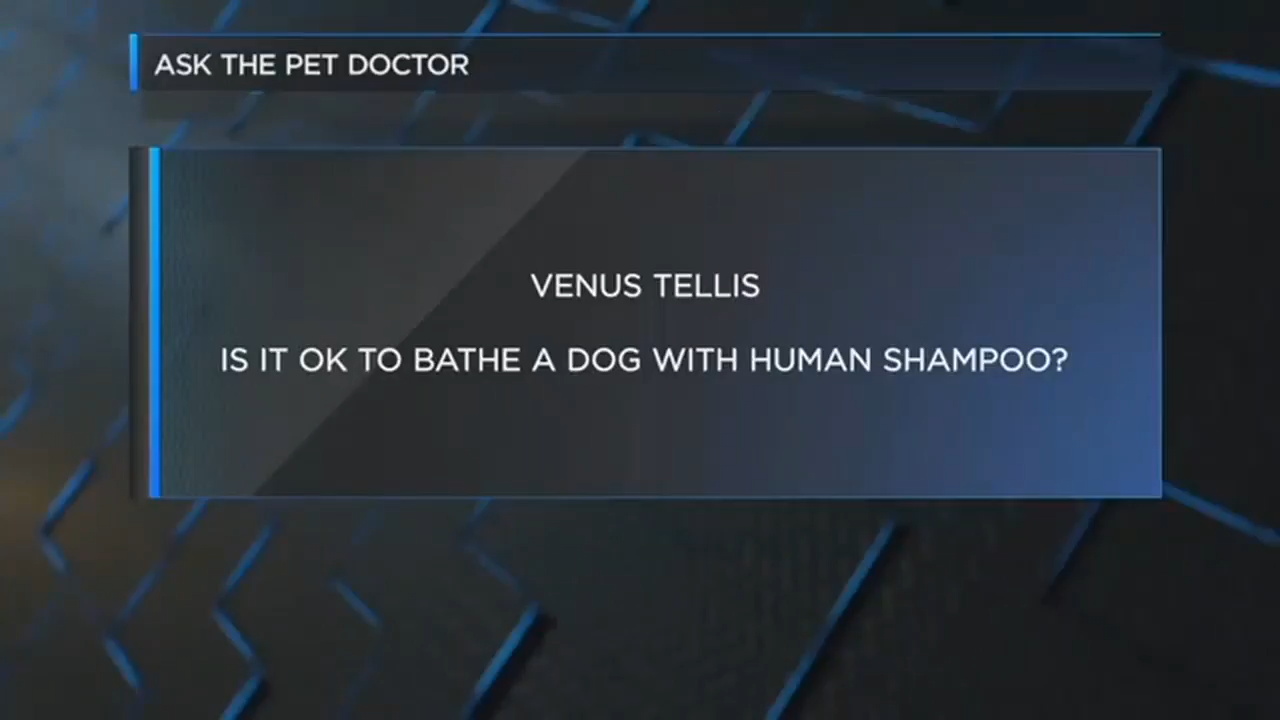 ASK THE PET DOCTOR
VENUS TELLIS
IS IT OK TO BATHE A DOG WITH HUMAN SHAMPOO?